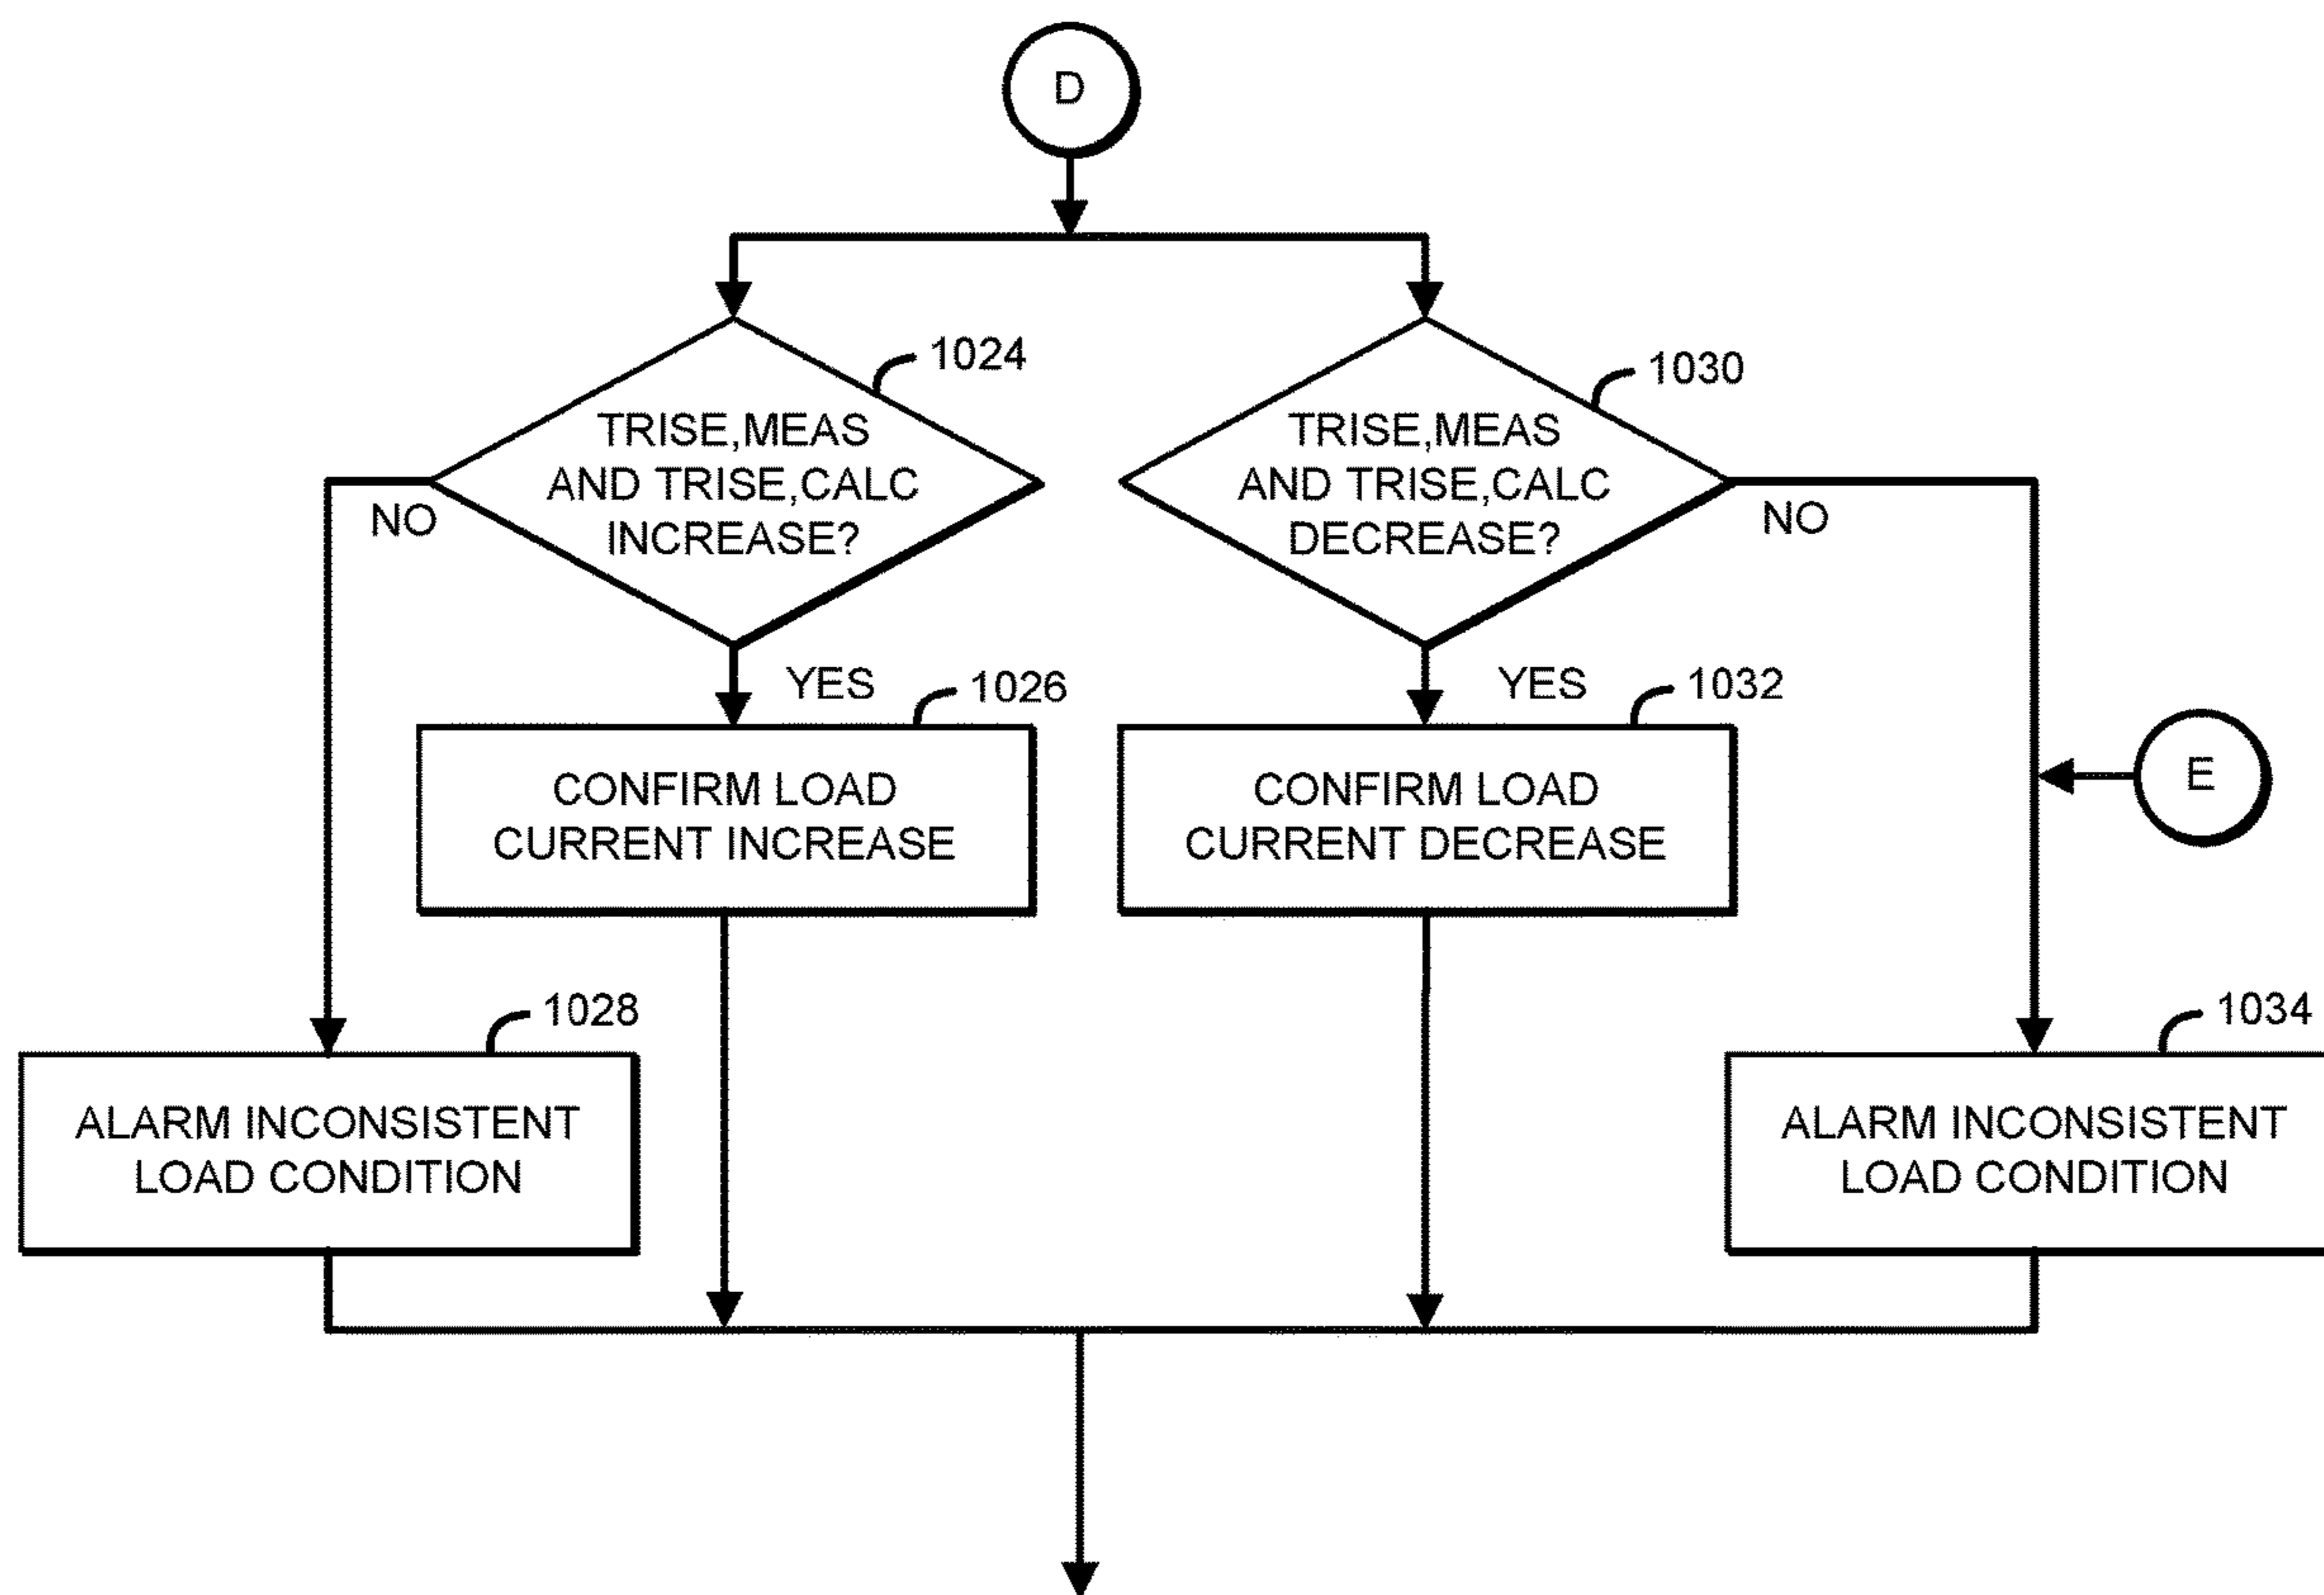 D
1024
TRISE,MEAS
AND TRISE,CALC
INCREASE?
NO
YES
1030
TRISE,MEAS
AND TRISE,CALC
DECREASE?
NO
YES
1026
CONFIRM LOAD
CURRENT INCREASE
1032
CONFIRM LOAD
CURRENT DECREASE
E
1028
ALARM INCONSISTENT
LOAD CONDITION
1034
ALARM INCONSISTENT
LOAD CONDITION